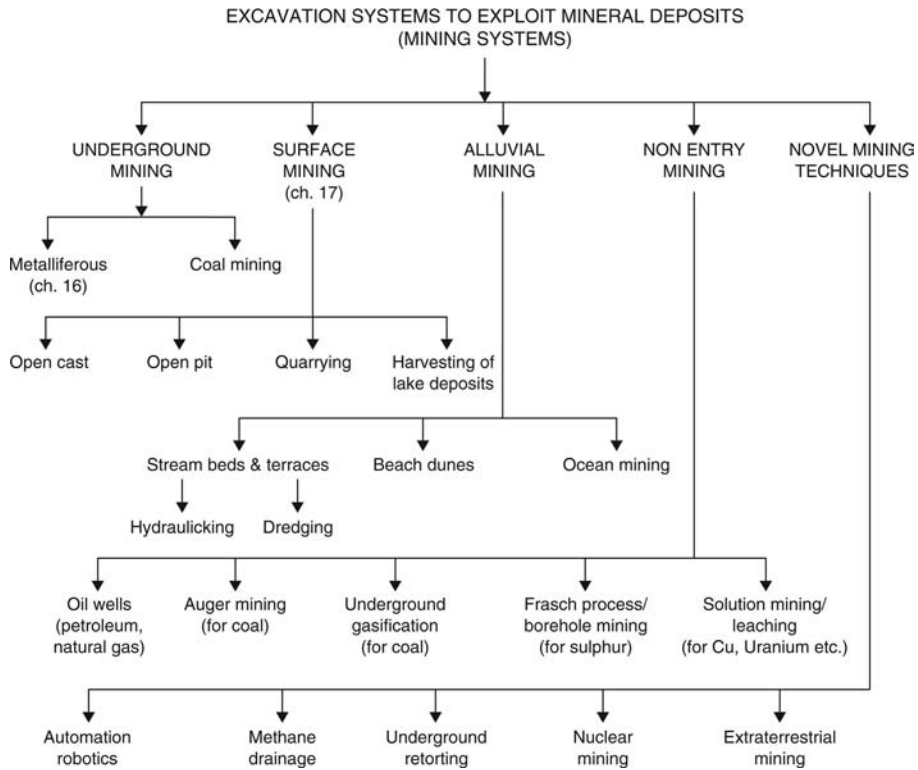 EXCAVATION SYSTEMS TO EXPLOIT MINERAL DEPOSITS
(MINING SYSTEMS)
UNDERGROUND
MINING
SURFACE
MINING
(ch. 17)
ALLUVIAL
MINING
NON ENTRY
MINING
NOVEL MINING
TECHNIQUES
Metalliferous
(ch. 16)
Coal mining
Open cast
Open pit
Quarrying
Harvesting of
lake deposits
Stream beds & terraces
Beach dunes
Ocean mining
Hydraulicking
Dredging
Oil wells
(petroleum,
natural gas)
Auger mining
(for coal)
Underground
gasification
(for coal)
Frasch process/
borehole mining
(for sulphur)
Solution mining/
leaching
(for Cu, Uranium etc.)
Automation
robotics
Methane
drainage
Underground
retorting
Nuclear
mining
Extraterrestrial
mining